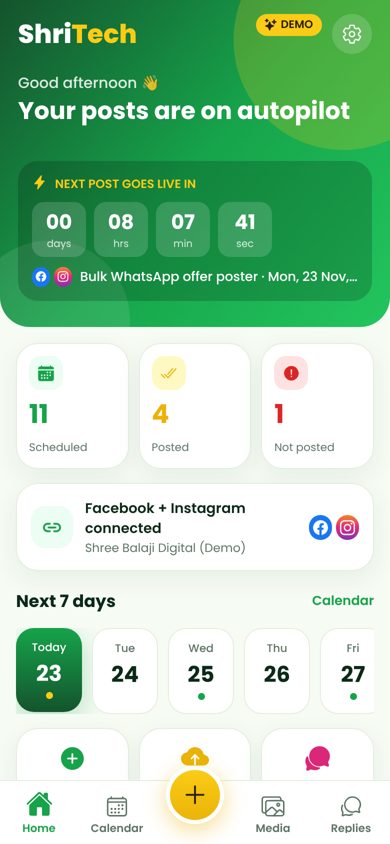 ShriTech
DEMO
Good afternoon 👋
Your posts are on autopilot
NEXT POST GOES LIVE IN
00 08 07 41
days hrs min sec
Bulk WhatsApp offer poster · Mon, 23 Nov,...
11 4 1
Scheduled Posted Not posted
Facebook + Instagram
connected
Shree Balaji Digital (Demo)
Next 7 days Calendar
Today Tue Wed Thu Fri
23 24 25 26 27
Home Calendar Media Replies